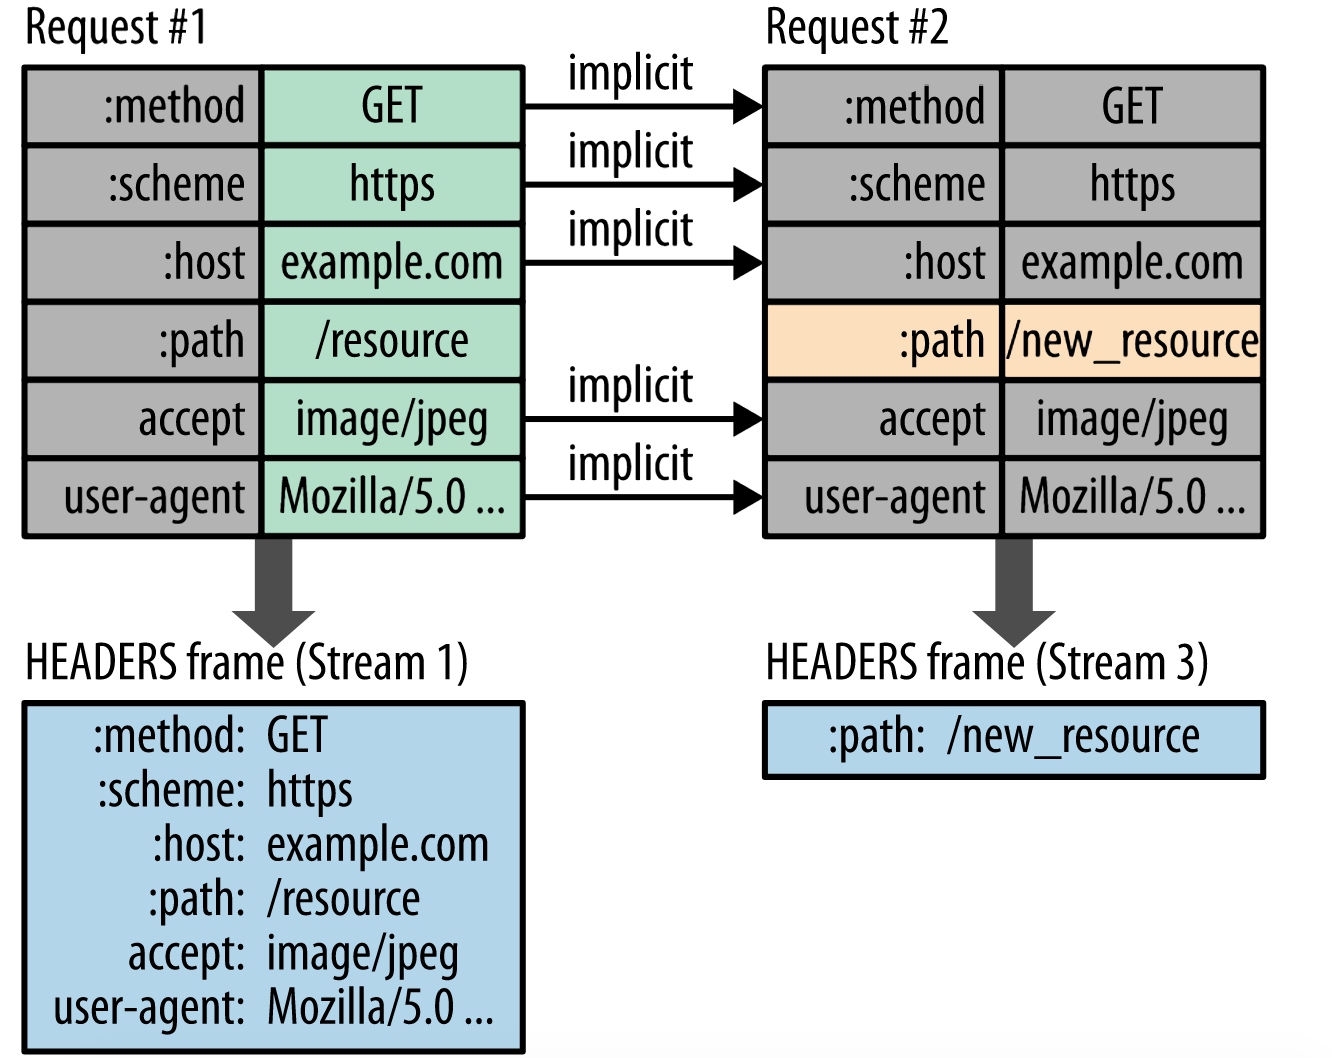 Request #1
:method GET
:scheme https
:host example.com
:path /resource
accept image/jpeg
user-agent Mozilla/5.0 ...
implicit
implicit
implicit
implicit
implicit
Request #2
:method GET
:scheme https
:host example.com
:path /new_resource
accept image/jpeg
user-agent Mozilla/5.0 ...
HEADERS frame (Stream 1)
:method: GET
:scheme: https
:host: example.com
:path: /resource
accept: image/jpeg
user-agent: Mozilla/5.0 ...
HEADERS frame (Stream 3)
:path: /new_resource